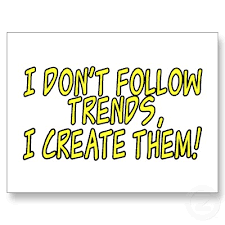 I DON'T FOLLOW
TRENDS,
I CREATE THEM!